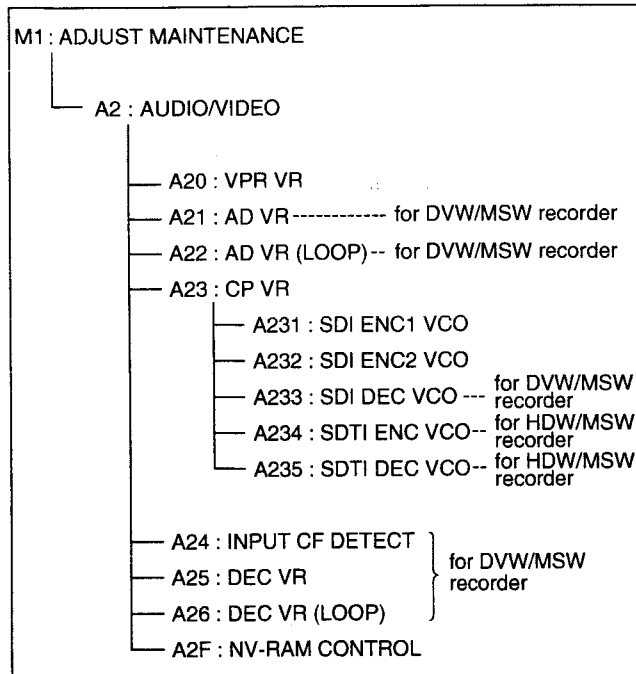 M1 : ADJUST MAINTENANCE
A2 : AUDIO/VIDEO
A20 : VPR VR
A21 : AD VR ------------ for DVW/MSW recorder
A22 : AD VR (LOOP) -- for DVW/MSW recorder
A23 : CP VR
A231 : SDI ENC1 VCO
A232 : SDI ENC2 VCO
A233 : SDI DEC VCO --- for DVW/MSW
recorder
A234 : SDTI ENC VCO -- for HDW/MSW
recorder
A235 : SDTI DEC VCO -- for HDW/MSW
recorder
A24 : INPUT CF DETECT
A25 : DEC VR
for DVW/MSW
recorder
A26 : DEC VR (LOOP)
A2F : NV-RAM CONTROL